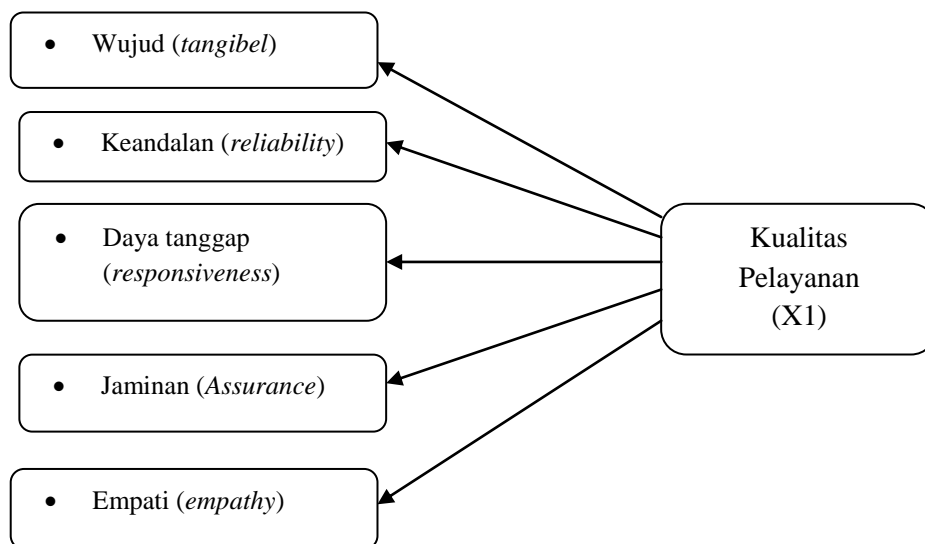 • Wujud (tangibel)
• Keandalan (reliability)
• Daya tanggap
(responsiveness)
• Jaminan (Assurance)
• Empati (empathy)
Kualitas
Pelayanan
(X1)